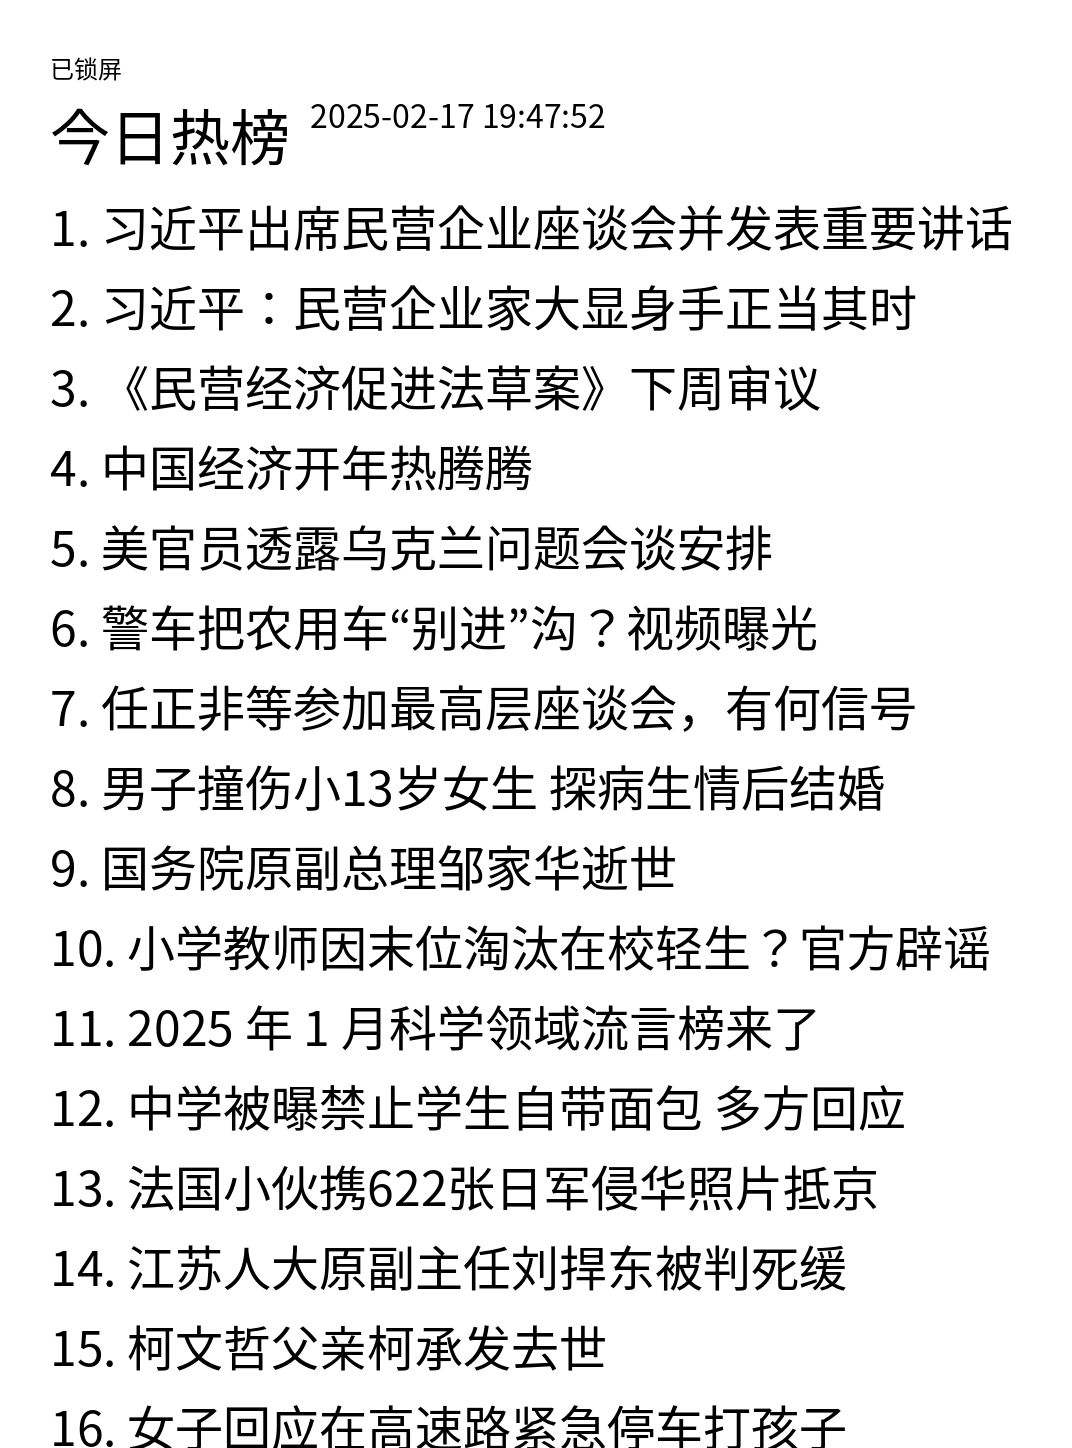 已锁屏
今日热榜 2025-02-17 19:47:52
1. 习近平出席民营企业座谈会并发表重要讲话
2. 习近平：民营企业家大显身手正当其时
3. 《民营经济促进法草案》下周审议
4. 中国经济开年热腾腾
5. 美官员透露乌克兰问题会谈安排
6. 警车把农用车“别进”沟？视频曝光
7. 任正非等参加最高层座谈会，有何信号
8. 男子撞伤小13岁女生 探病生情后结婚
9. 国务院原副总理邹家华逝世
10. 小学教师因末位淘汰在校轻生？官方辟谣
11. 2025 年 1 月科学领域流言榜来了
12. 中学被曝禁止学生自带面包 多方回应
13. 法国小伙携622张日军侵华照片抵京
14. 江苏人大原副主任刘捍东被判死缓
15. 柯文哲父亲柯承发去世
16. 女子回应在高速路紧急停车打孩子